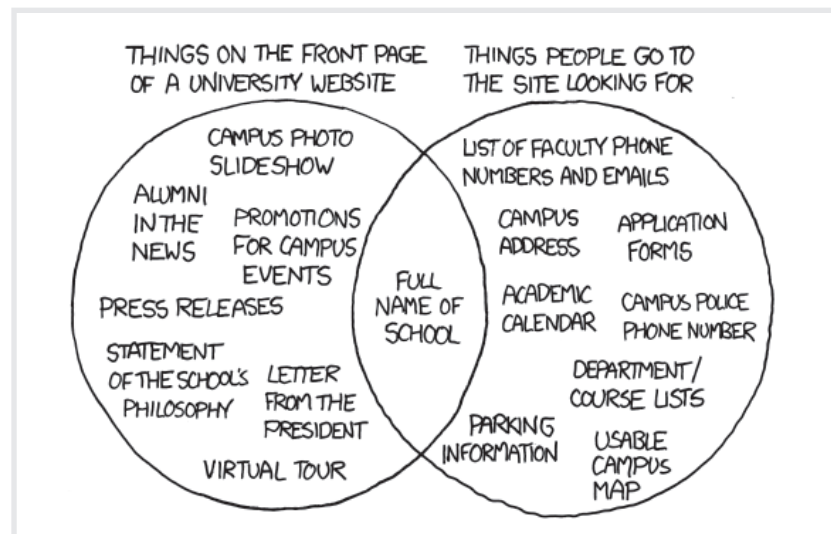 THINGS ON THE FRONT PAGE
OF A UNIVERSITY WEBSITE
THINGS PEOPLE GO TO
THE SITE LOOKING FOR
CAMPUS PHOTO
SLIDESHOW
ALUMNI
IN THE
NEWS
PROMOTIONS
FOR CAMPUS
EVENTS
PRESS RELEASES
STATEMENT
OF THE SCHOOL'S
PHILOSOPHY
LETTER
FROM THE
PRESIDENT
VIRTUAL TOUR
FULL
NAME OF
SCHOOL
LIST OF FACULTY PHONE
NUMBERS AND EMAILS
CAMPUS
ADDRESS
APPLICATION
FORMS
ACADEMIC
CALENDAR
CAMPUS POLICE
PHONE NUMBER
DEPARTMENT/
COURSE LISTS
PARKING
INFORMATION
USABLE
CAMPUS
MAP